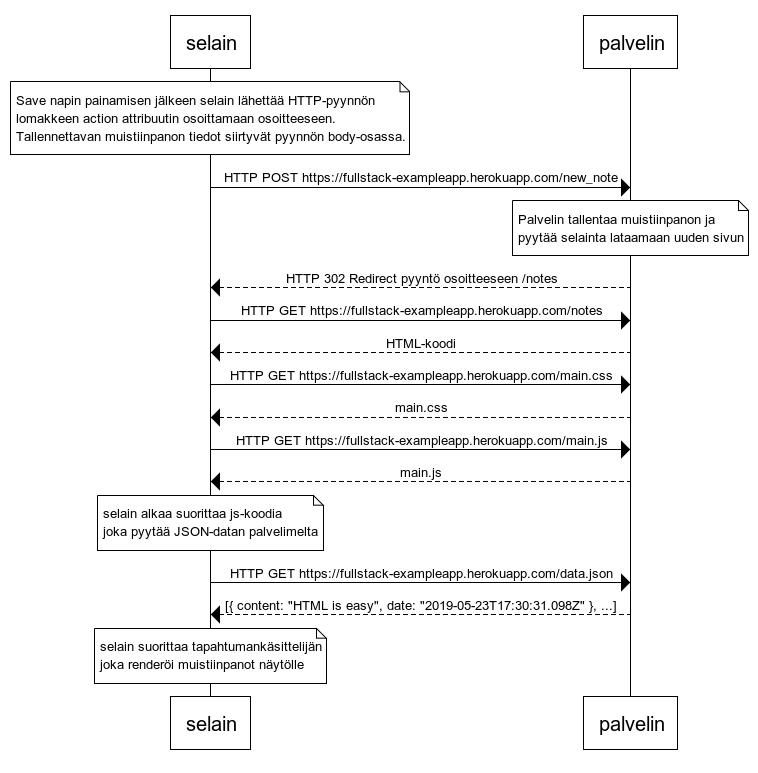 selain
palvelin
Save napin painamisen jälkeen selain lähettää HTTP-pyynnön
lomakkeen action attribuutin osoittamaan osoitteeseen.
Tallennettavan muistiinpanon tiedot siirtyvät pyynnön body-osassa.
HTTP POST https://fullstack-exampleapp.herokuapp.com/new_note
Palvelin tallentaa muistiinpanon ja
pyytää selainta lataamaan uuden sivun
HTTP 302 Redirect pyyntö osoitteeseen /notes
HTTP GET https://fullstack-exampleapp.herokuapp.com/notes
HTML-koodi
HTTP GET https://fullstack-exampleapp.herokuapp.com/main.css
main.css
HTTP GET https://fullstack-exampleapp.herokuapp.com/main.js
main.js
selain alkaa suorittaa js-koodia
joka pyytää JSON-datan palvelimelta
HTTP GET https://fullstack-exampleapp.herokuapp.com/data.json
[{ content: "HTML is easy", date: "2019-05-23T17:30:31.098Z" }, ...]
selain suorittaa tapahtumankäsittelijän
joka renderöi muistiinpanot näytölle
selain
palvelin